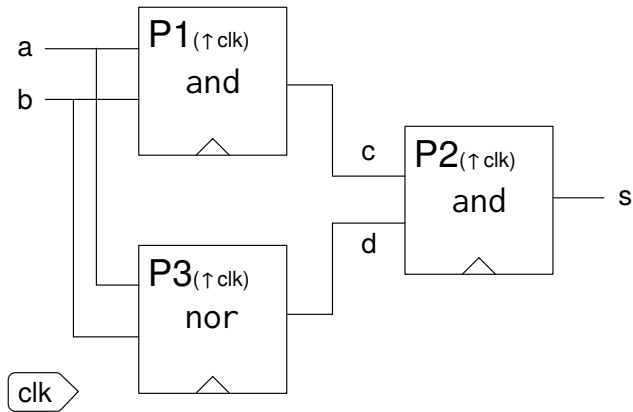 a
b
P1(↑clk)
and
c
d
P2(↑clk)
and
s
P3(↑clk)
nor
clk